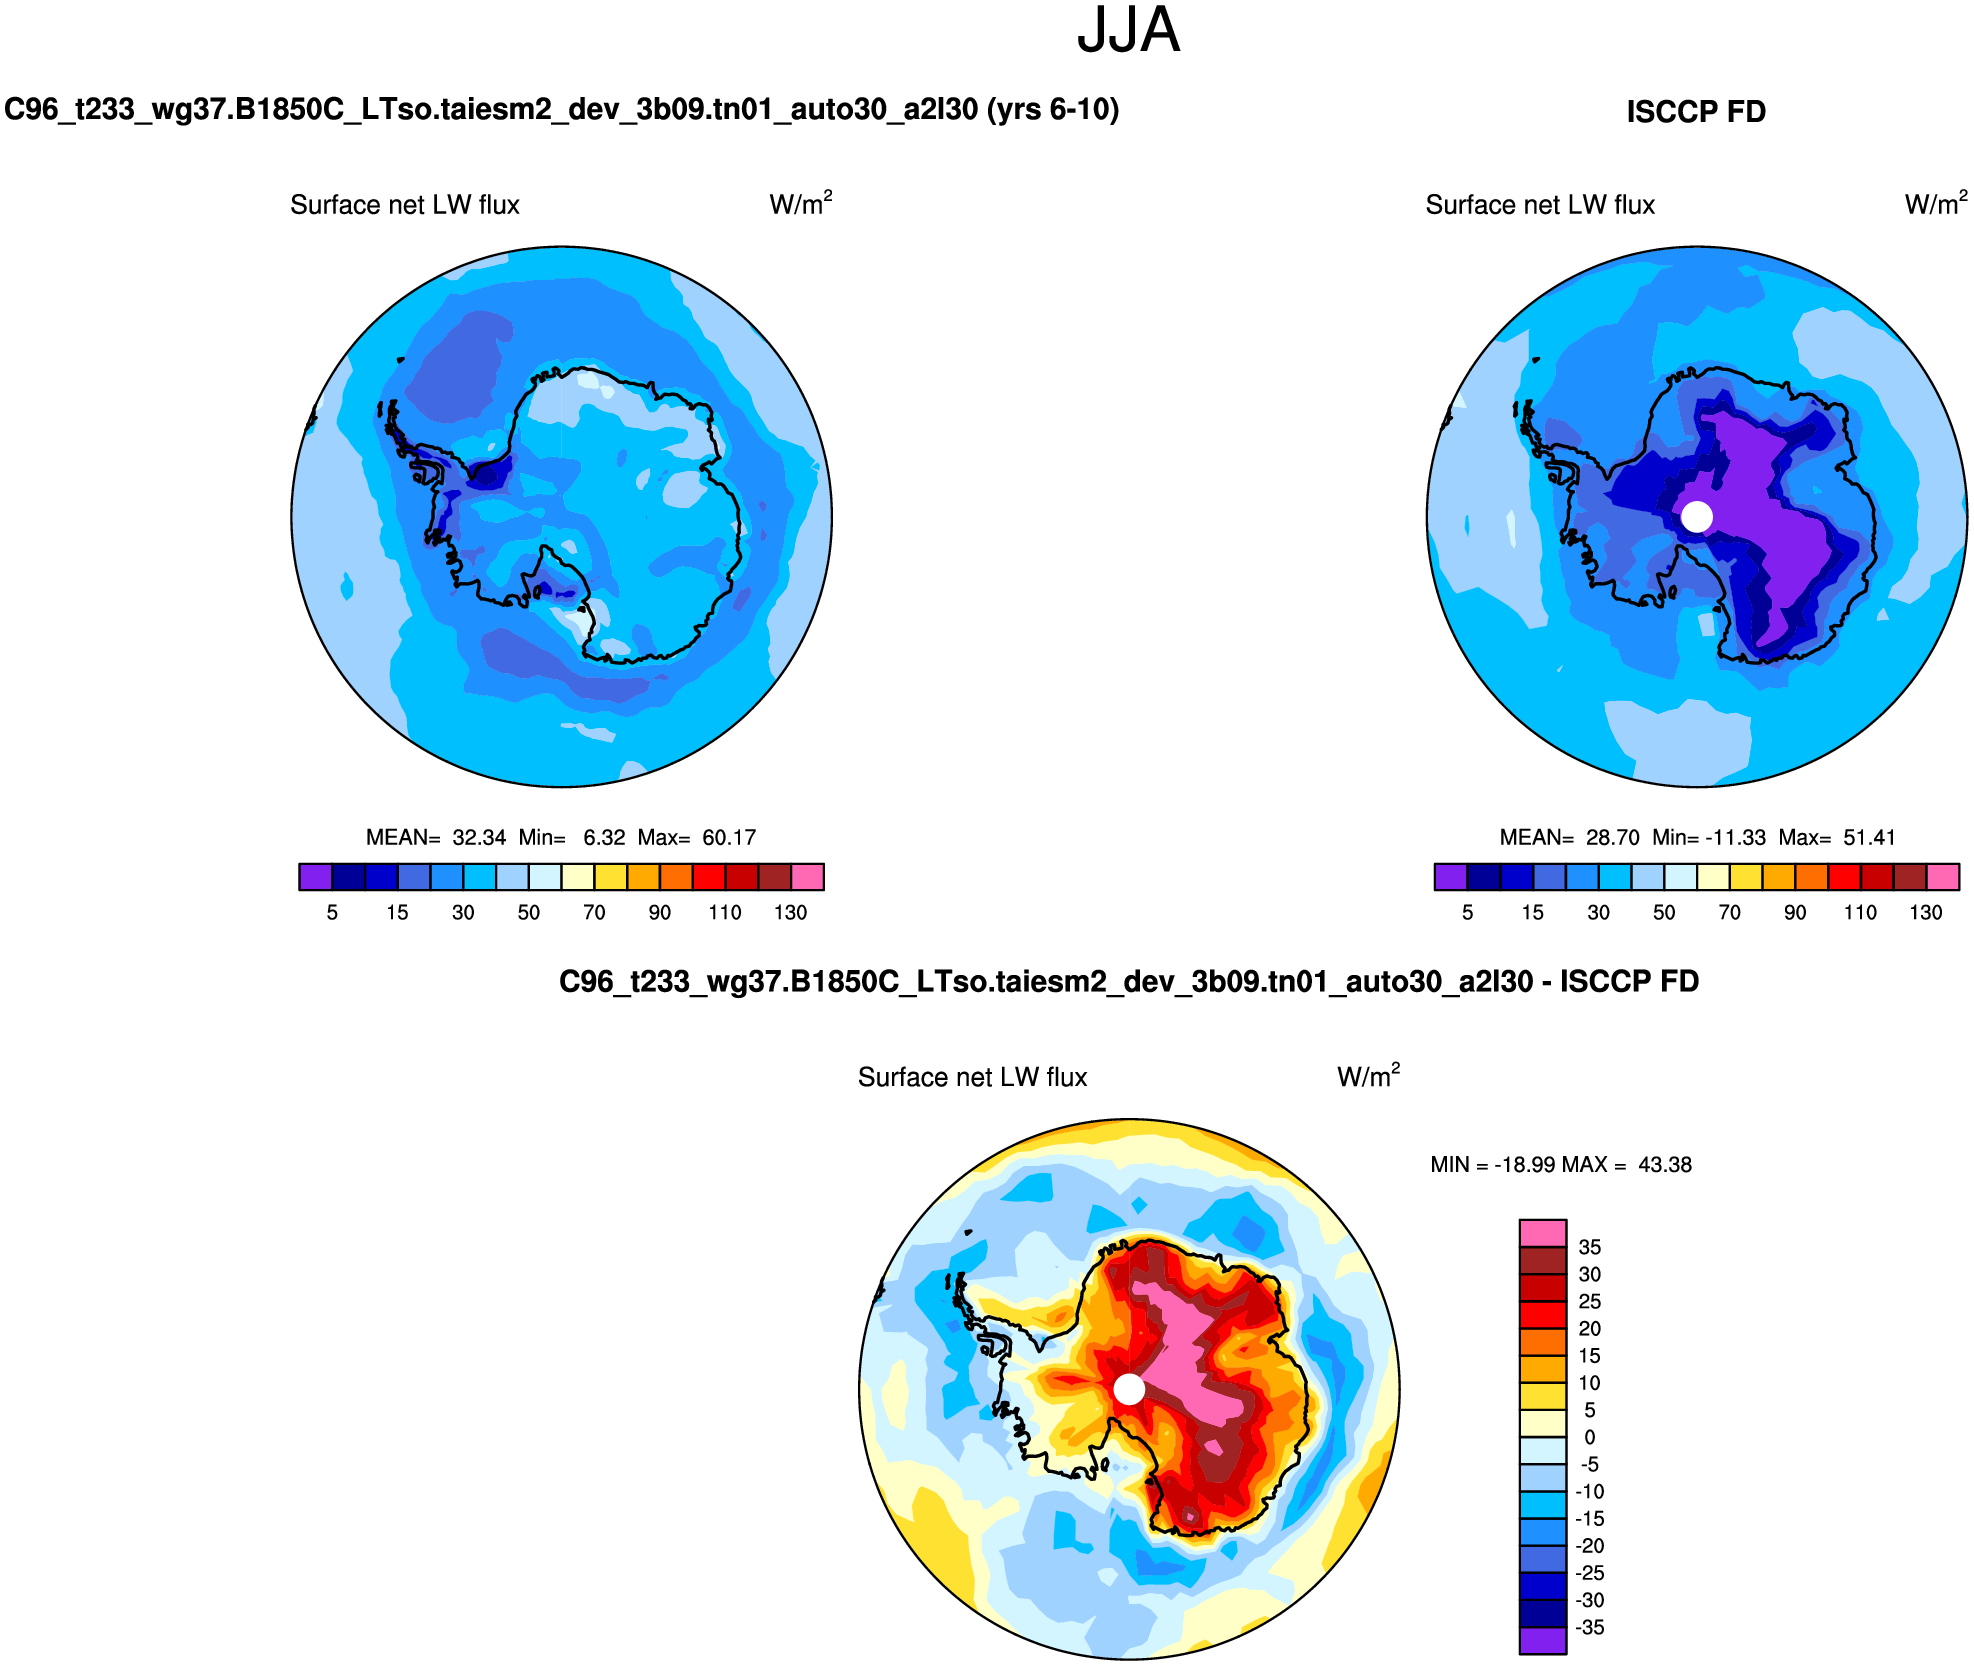 JJA
C96_t233_wg37.B1850C_LTso.taiesm2_dev_3b09.tn01_auto30_a2l30 (yrs 6-10)
ISCCP FD
Surface net LW flux W/m²
Surface net LW flux W/m²
MEAN= 32.34 Min= 6.32 Max= 60.17
MEAN= 28.70 Min= -11.33 Max= 51.41
5 15 30 50 70 90 110 130
5 15 30 50 70 90 110 130
C96_t233_wg37.B1850C_LTso.taiesm2_dev_3b09.tn01_auto30_a2l30 - ISCCP FD
Surface net LW flux W/m²
MIN = -18.99 MAX = 43.38
35
30
25
20
15
10
5
0
-5
-10
-15
-20
-25
-30
-35